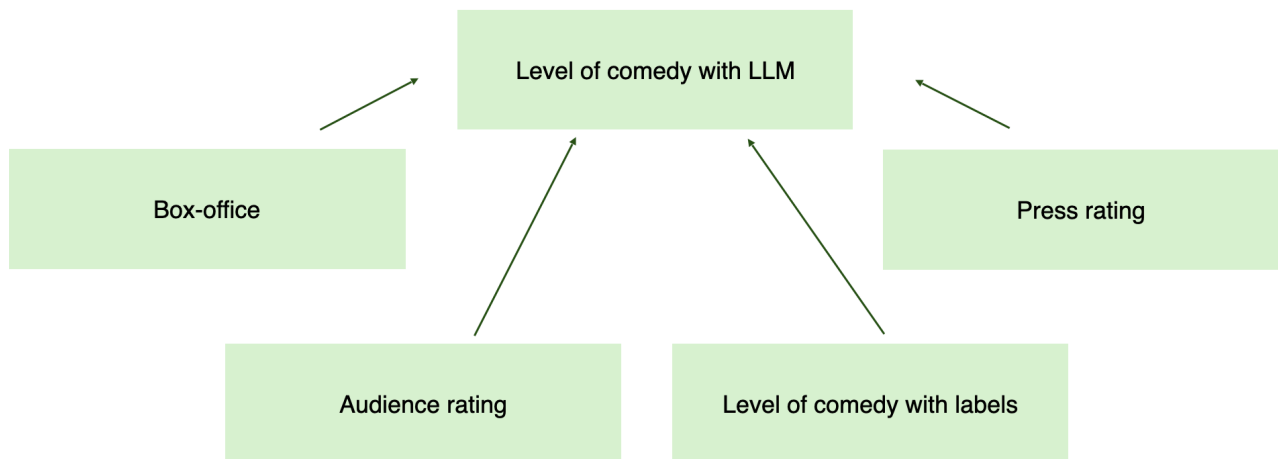 Level of comedy with LLM
Box-office
Press rating
Audience rating
Level of comedy with labels